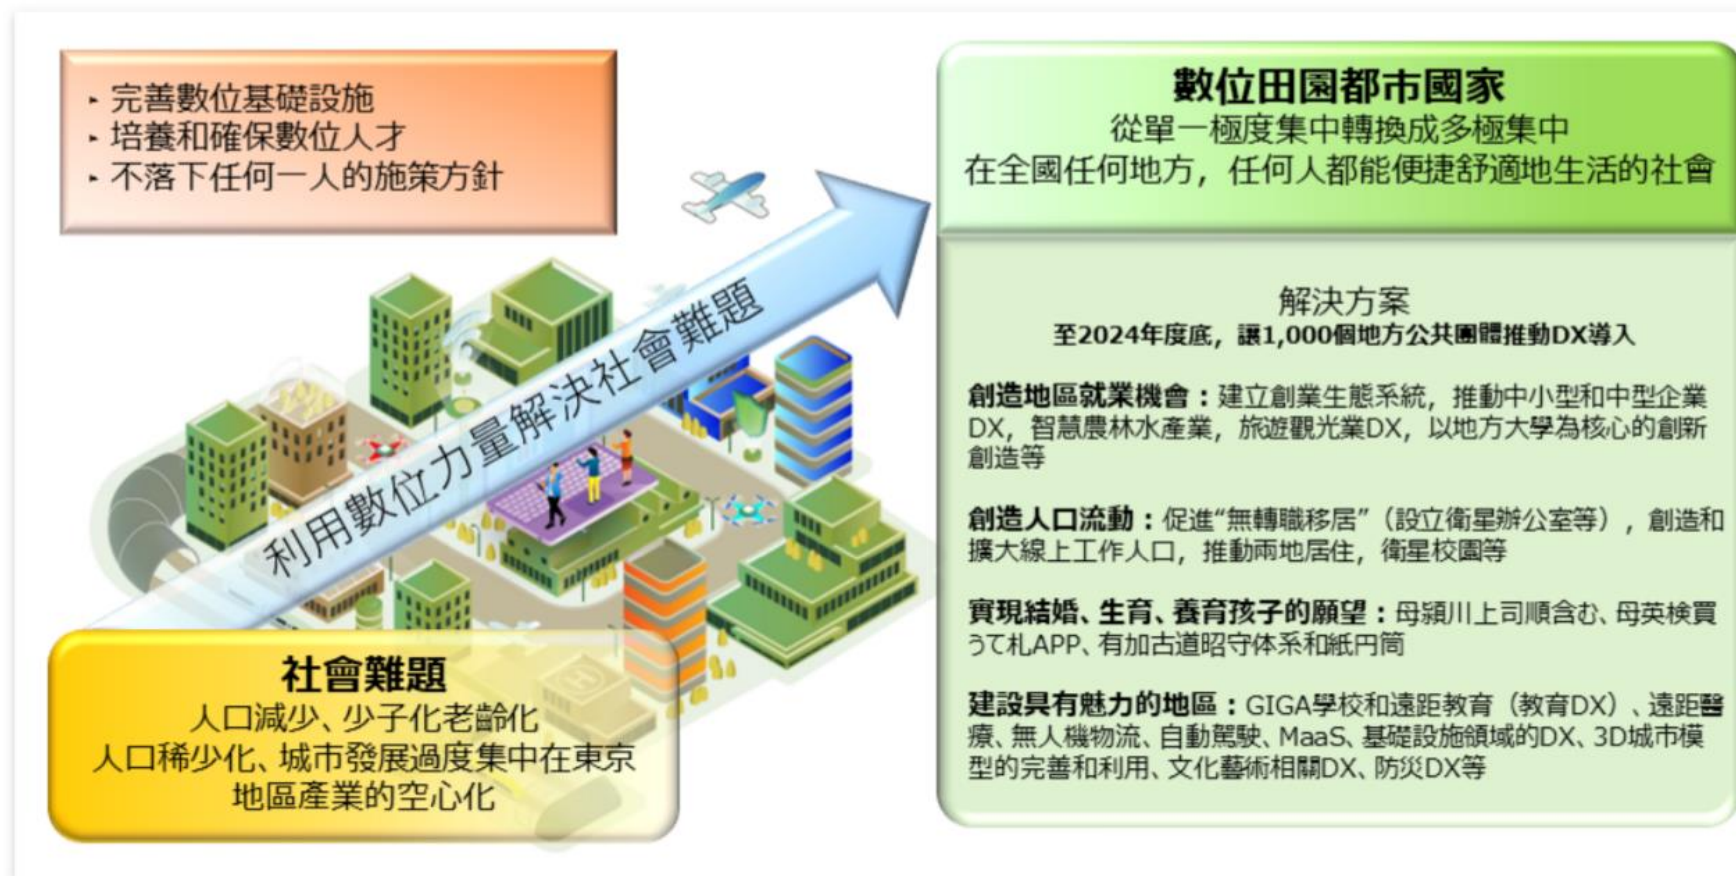 ▸ 完善數位基礎設施
▸ 培養和確保數位人才
▸ 不落下任何一人的施策方針
利用數位力量解決社會難題
社會難題
人口減少、少子化老齡化
人口稀少化、城市發展過度集中在東京
地區產業的空心化
數位田園都市國家
從單一極度集中轉換成多極集中
在全國任何地方，任何人都能便捷舒適地生活的社會
解決方案
至2024年度底，讓1,000個地方公共團體推動DX導入
創造地區就業機會：建立創業生態系統，推動中小型和中型企業
DX，智慧農林水產業，旅遊觀光業DX，以地方大學為核心的創新
創造等
創造人口流動：促進“無轉職移居”（設立衛星辦公室等），創造和
擴大線上工作人口，推動兩地居住，衛星校園等
實現結婚、生育、養育孩子的願望：母潁川上司順含む、母英検買
うて札APP、有加古道昭守体系和紙円筒
建設具有魅力的地區：GIGA學校和遠距教育（教育DX）、遠距醫
療、無人機物流、自動駕駛、MaaS、基礎設施領域的DX、3D城市模
型的完善和利用、文化藝術相關DX、防災DX等
H